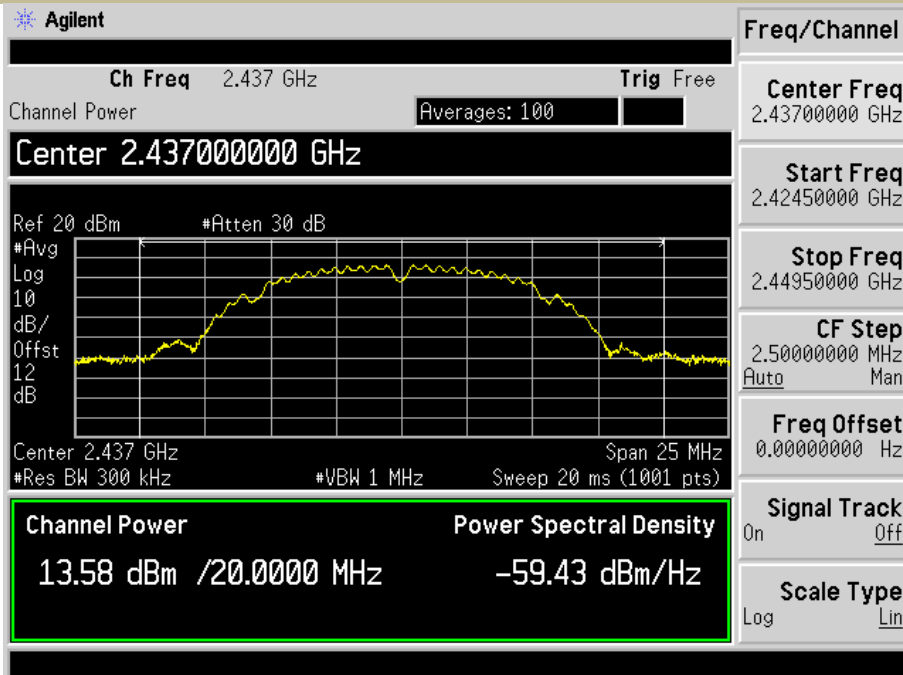 Agilent
Freq/Channel
Ch Freq 2.437 GHz Trig Free
Channel Power Averages: 100
Center 2.437000000 GHz
Ref 20 dBm #Atten 30 dB
#Avg
Log
10
dB/
Offst
12
dB
Center 2.437 GHz Span 25 MHz
#Res BW 300 kHz #VBW 1 MHz Sweep 20 ms (1001 pts)
Channel Power Power Spectral Density
13.58 dBm /20.0000 MHz -59.43 dBm/Hz
Center Freq
2.43700000 GHz
Start Freq
2.42450000 GHz
Stop Freq
2.44950000 GHz
CF Step
2.50000000 MHz
Auto Man
Freq Offset
0.00000000 Hz
Signal Track
On Off
Scale Type
Log Lin